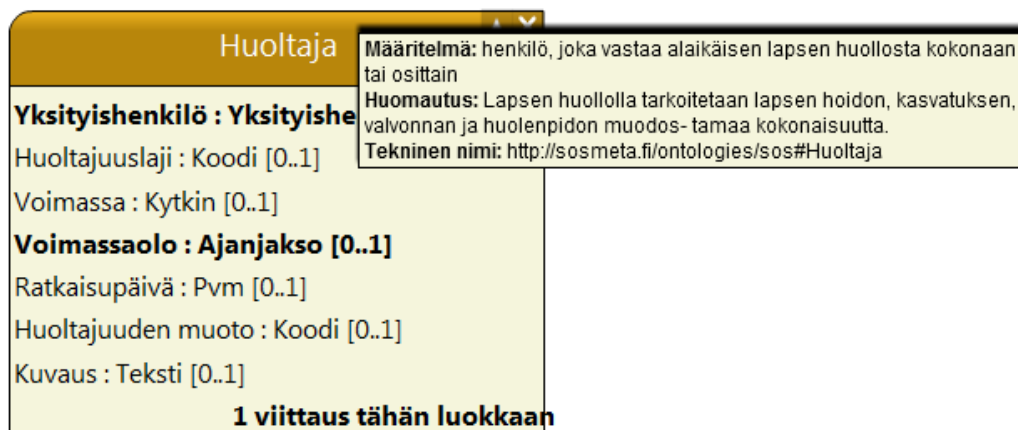 Huoltaja
Määritelmä: henkilö, joka vastaa alaikäisen lapsen huollosta kokonaan
tai osittain
Huomautus: Lapsen huollolla tarkoitetaan lapsen hoidon, kasvatuksen,
valvonnan ja huolenpidon muodos- tamaa kokonaisuutta.
Tekninen nimi: http://sosmeta.fi/ontologies/sos#Huoltaja
Yksityishenkilö : Yksityishe
Huoltajuuslaji : Koodi [0..1]
Voimassa : Kytkin [0..1]
Voimassaolo : Ajanjakso [0..1]
Ratkaisupäivä : Pvm [0..1]
Huoltajuuden muoto : Koodi [0..1]
Kuvaus : Teksti [0..1]
1 viittaus tähän luokkaan